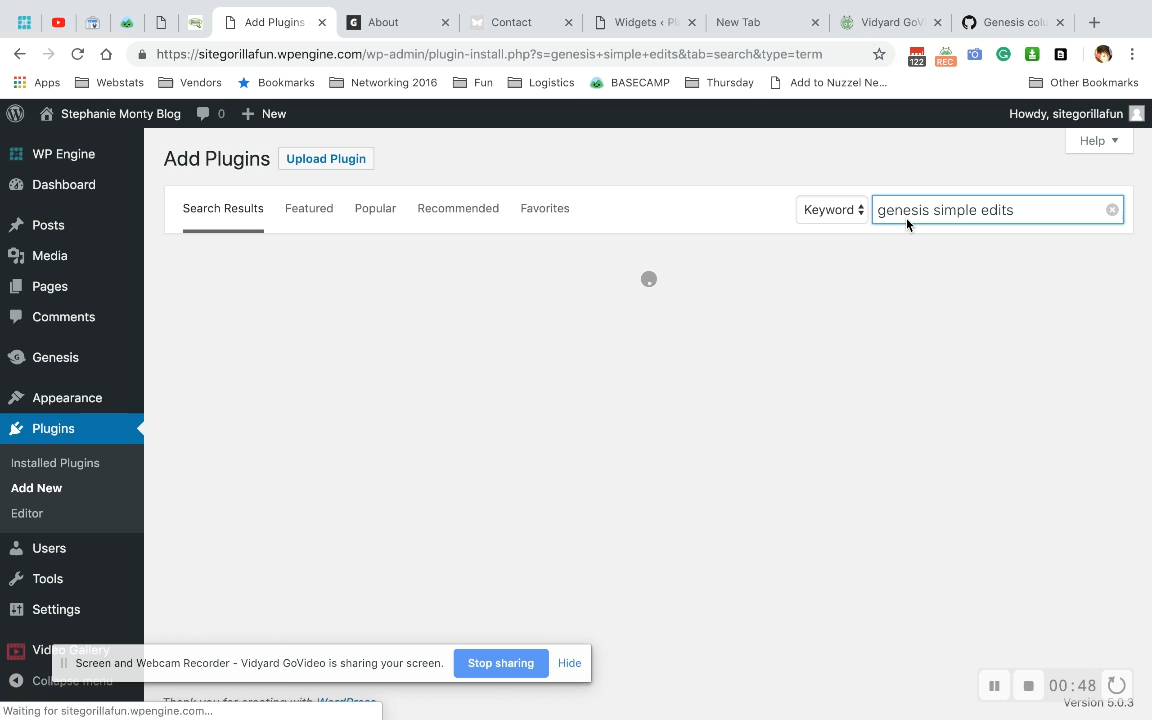 Add Plugins
About
Contact
Widgets ‹ Pl
New Tab
Vidyard GoVi
Genesis colu
https://sitegorillafun.wpengine.com/wp-admin/plugin-install.php?s=genesis+simple+edits&tab=search&type=term
122
REC
Apps
Webstats
Vendors
Bookmarks
Networking 2016
Fun
Logistics
BASECAMP
Thursday
Add to Nuzzel Ne...
Other Bookmarks
Stephanie Monty Blog
0
New
Howdy, sitegorillafun
WP Engine
Dashboard
Posts
Media
Pages
Comments
Genesis
Appearance
Plugins
Installed Plugins
Add New
Editor
Users
Tools
Settings
Video Gallery
Collapse menu
Add Plugins
Upload Plugin
Help
Search Results
Featured
Popular
Recommended
Favorites
Keyword
genesis simple edits
Screen and Webcam Recorder - Vidyard GoVideo is sharing your screen.
Stop sharing
Hide
Thank you for creating with WordPress
00:48
Version 5.0.3
Waiting for sitegorillafun.wpengine.com...